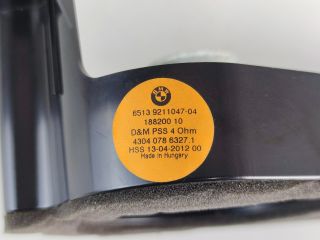 BMW
6513 9211047-04
188200 10
D&M PSS 4 Ohm
4304 078 6327.1
HSS 13-04-2012 00
Made in Hungary